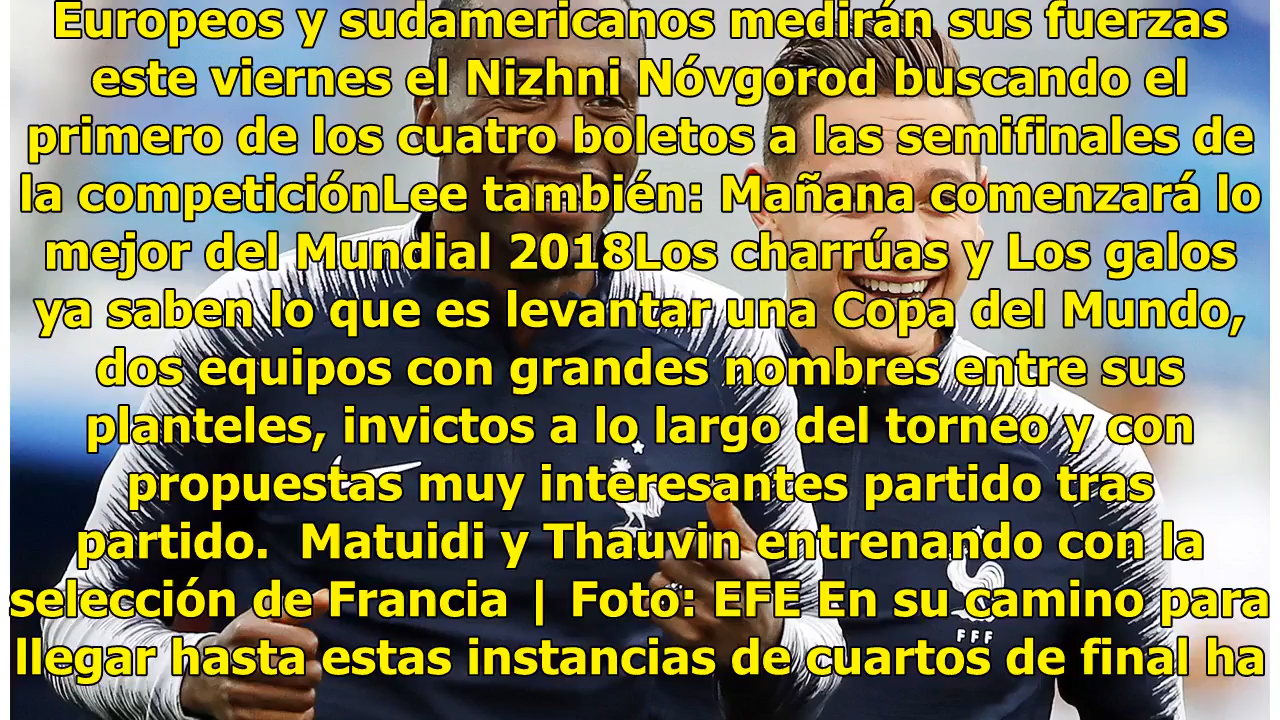 Europeos y sudamericanos medirán sus fuerzas
este viernes el Nizhni Nóvgorod buscando el
primero de los cuatro boletos a las semifinales de
la competiciónLee también: Mañana comenzará lo
mejor del Mundial 2018Los charrúas y Los galos
ya saben lo que es levantar una Copa del Mundo,
dos equipos con grandes nombres entre sus
planteles, invictos a lo largo del torneo y con
propuestas muy interesantes partido tras
partido.  Matuidi y Thauvin entrenando con la
selección de Francia | Foto: EFE En su camino para
llegar hasta estas instancias de cuartos de final ha
FFF